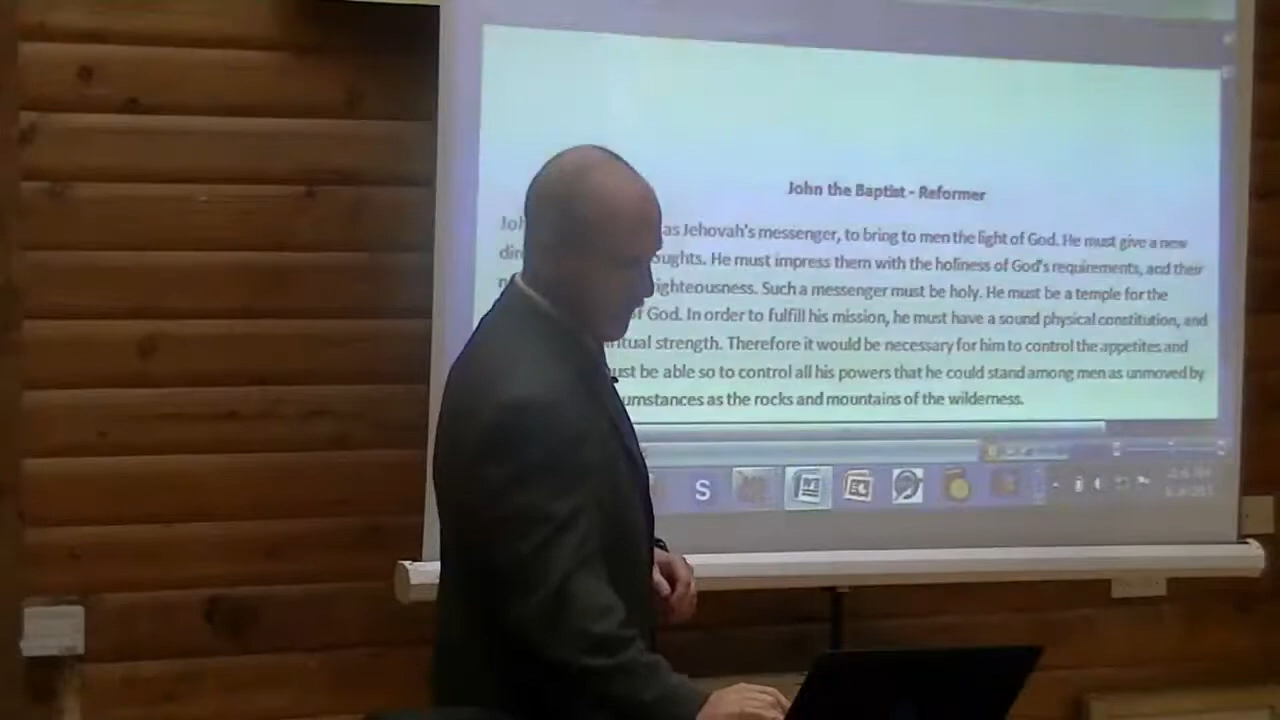 John the Baptist - Reformer
Joh as Jehovah's messenger, to bring to men the light of God. He must give a new
dir oughts. He must impress them with the holiness of God's requirements, and their
ighteousness. Such a messenger must be holy. He must be a temple for the
of God. In order to fulfill his mission, he must have a sound physical constitution, and
itual strength. Therefore it would be necessary for him to control the appetites and
ust be able so to control all his powers that he could stand among men as unmoved by
umstances as the rocks and mountains of the wilderness.
S